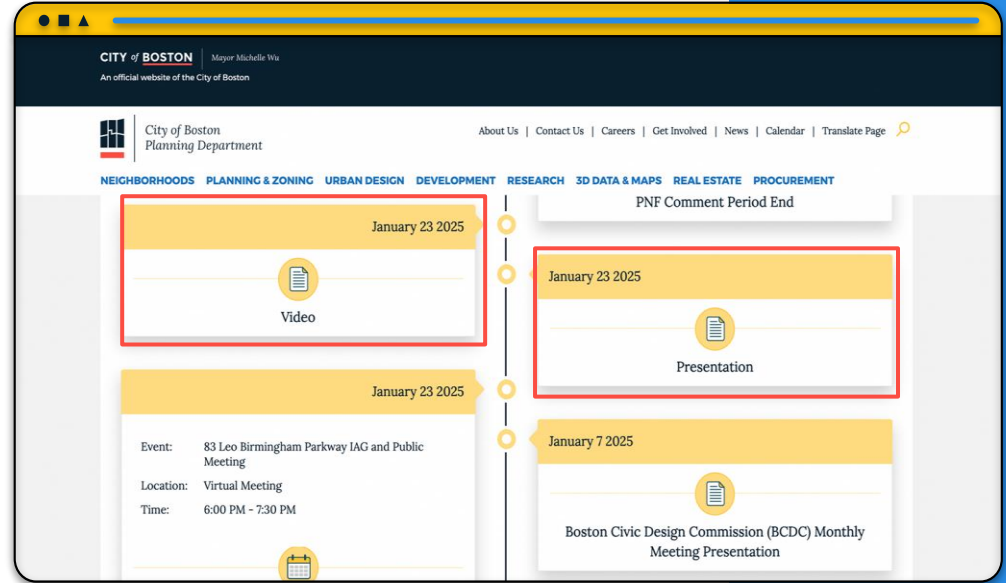 CITY of BOSTON
Mayor Michelle Wu
An official website of the City of Boston
City of Boston
Planning Department
About Us | Contact Us | Careers | Get Involved | News | Calendar | Translate Page
NEIGHBORHOODS PLANNING & ZONING URBAN DESIGN DEVELOPMENT RESEARCH 3D DATA & MAPS REAL ESTATE PROCUREMENT
PNF Comment Period End
January 23 2025
Video
January 23 2025
Presentation
January 23 2025
Event: 83 Leo Birmingham Parkway IAG and Public
Meeting
Location: Virtual Meeting
Time: 6:00 PM - 7:30 PM
January 7 2025
Boston Civic Design Commission (BCDC) Monthly
Meeting Presentation